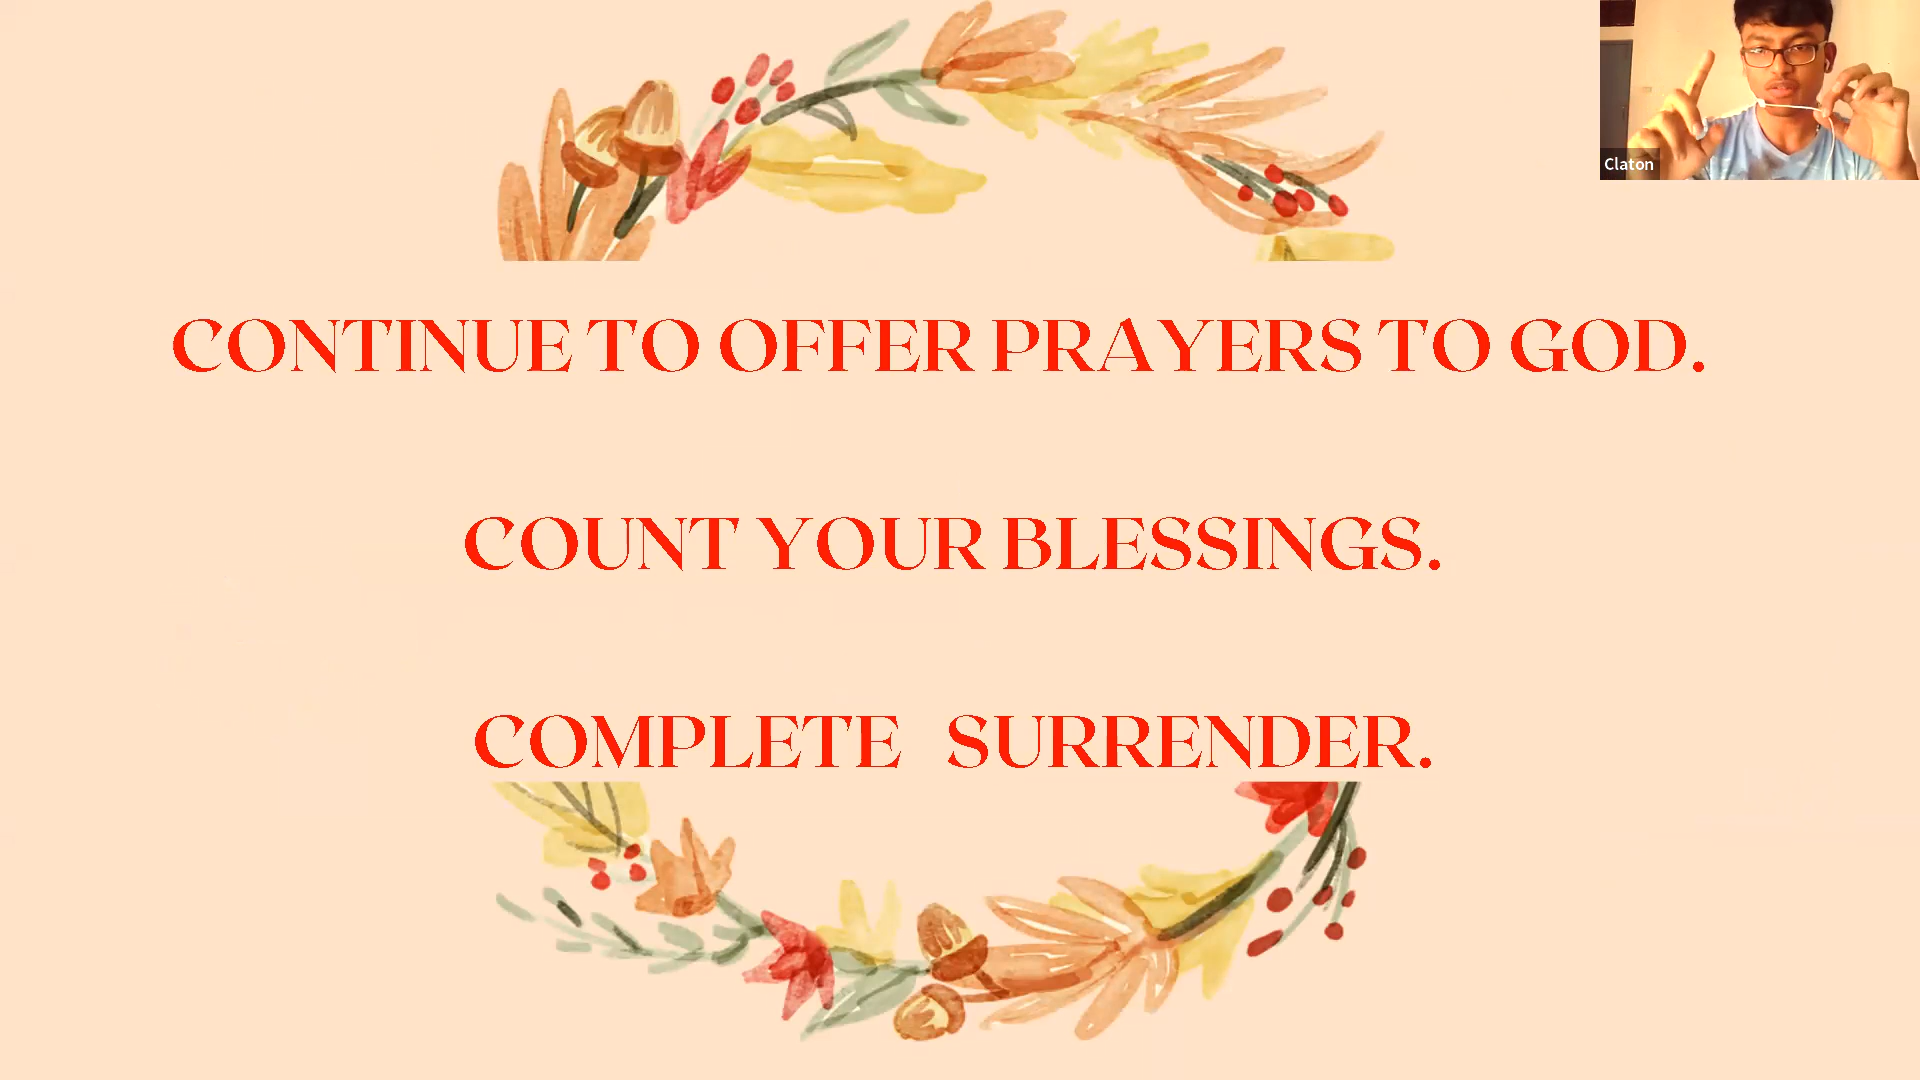 Claton
CONTINUE TO OFFER PRAYERS TO GOD.
COUNT YOUR BLESSINGS.
COMPLETE SURRENDER.